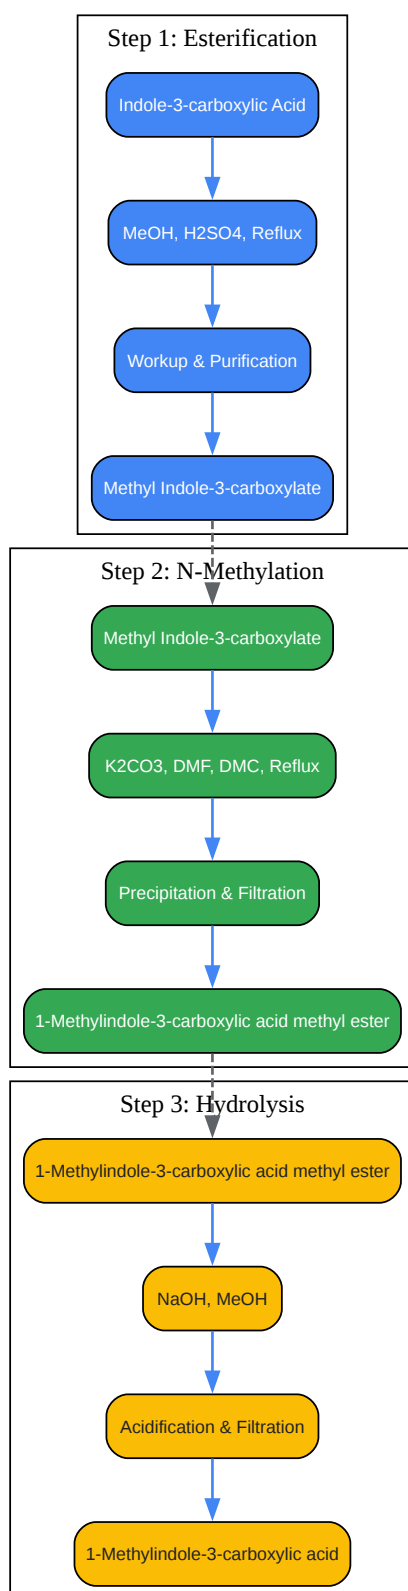 Step 1: Esterification
Indole-3-carboxylic Acid
MeOH, H2SO4, Reflux
Workup & Purification
Methyl Indole-3-carboxylate
Step 2: N-Methylation
Methyl Indole-3-carboxylate
K2CO3, DMF, DMC, Reflux
Precipitation & Filtration
1-Methylindole-3-carboxylic acid methyl ester
Step 3: Hydrolysis
1-Methylindole-3-carboxylic acid methyl ester
NaOH, MeOH
Acidification & Filtration
1-Methylindole-3-carboxylic acid